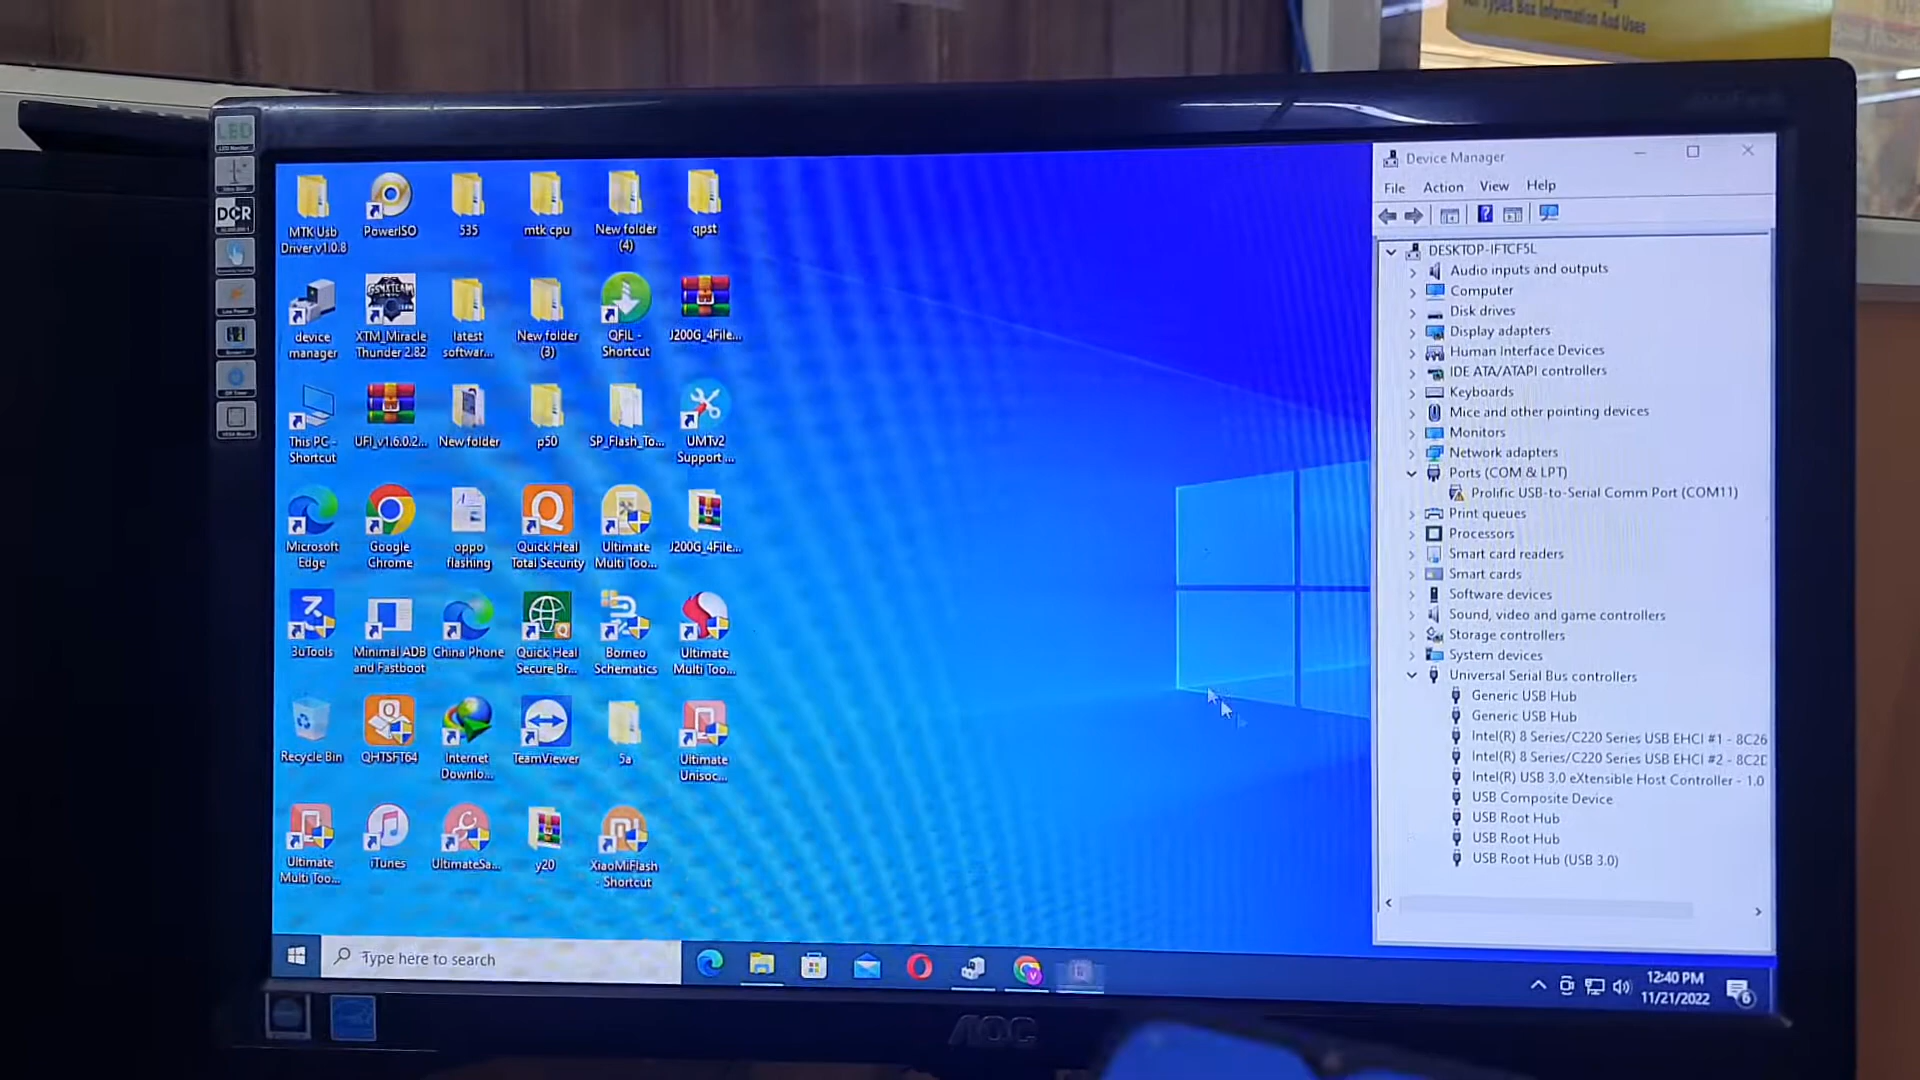 All Types Box Information And Uses
LED
DCR
MTK Usb
Driver v1.0.8
PowerISO
535
mtk cpu
New folder
(4)
qpst
device
manager
XTM_Miracle
Thunder 2.82
latest
softwar...
New folder
(3)
QFIL -
Shortcut
J200G_4File...
This PC -
Shortcut
UFI_v1.6.0.2...
New folder
p50
SP_Flash_To...
UMTv2
Support ...
Microsoft
Edge
Google
Chrome
oppo
flashing
Quick Heal
Total Security
Ultimate
Multi Too...
J200G_4File...
3uTools
Minimal ADB
and Fastboot
China Phone
Quick Heal
Secure Br...
Borneo
Schematics
Ultimate
Multi Too...
Recycle Bin
QHTSFT64
Internet
Downlo...
TeamViewer
5a
Ultimate
Unisoc...
Ultimate
Multi Too...
iTunes
UltimateSa...
y20
XiaoMiFlash
- Shortcut
Device Manager
File Action View Help
DESKTOP-IFTCF5L
Audio inputs and outputs
Computer
Disk drives
Display adapters
Human Interface Devices
IDE ATA/ATAPI controllers
Keyboards
Mice and other pointing devices
Monitors
Network adapters
Ports (COM & LPT)
Prolific USB-to-Serial Comm Port (COM11)
Print queues
Processors
Smart card readers
Smart cards
Software devices
Sound, video and game controllers
Storage controllers
System devices
Universal Serial Bus controllers
Generic USB Hub
Generic USB Hub
Intel(R) 8 Series/C220 Series USB EHCI #1 - 8C26
Intel(R) 8 Series/C220 Series USB EHCI #2 - 8C2D
Intel(R) USB 3.0 eXtensible Host Controller - 1.0
USB Composite Device
USB Root Hub
USB Root Hub
USB Root Hub (USB 3.0)
Type here to search
12:40 PM
11/21/2022
6
AOC